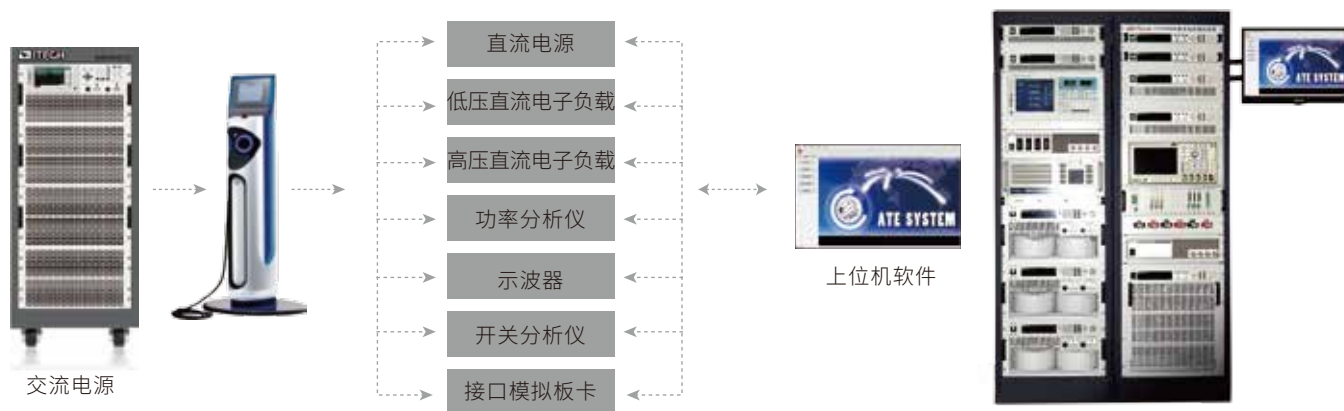 ITECH
交流电源
直流电源
低压直流电子负载
高压直流电子负载
功率分析仪
示波器
开关分析仪
接口模拟板卡
ATE SYSTEM
上位机软件
ATE SYSTEM